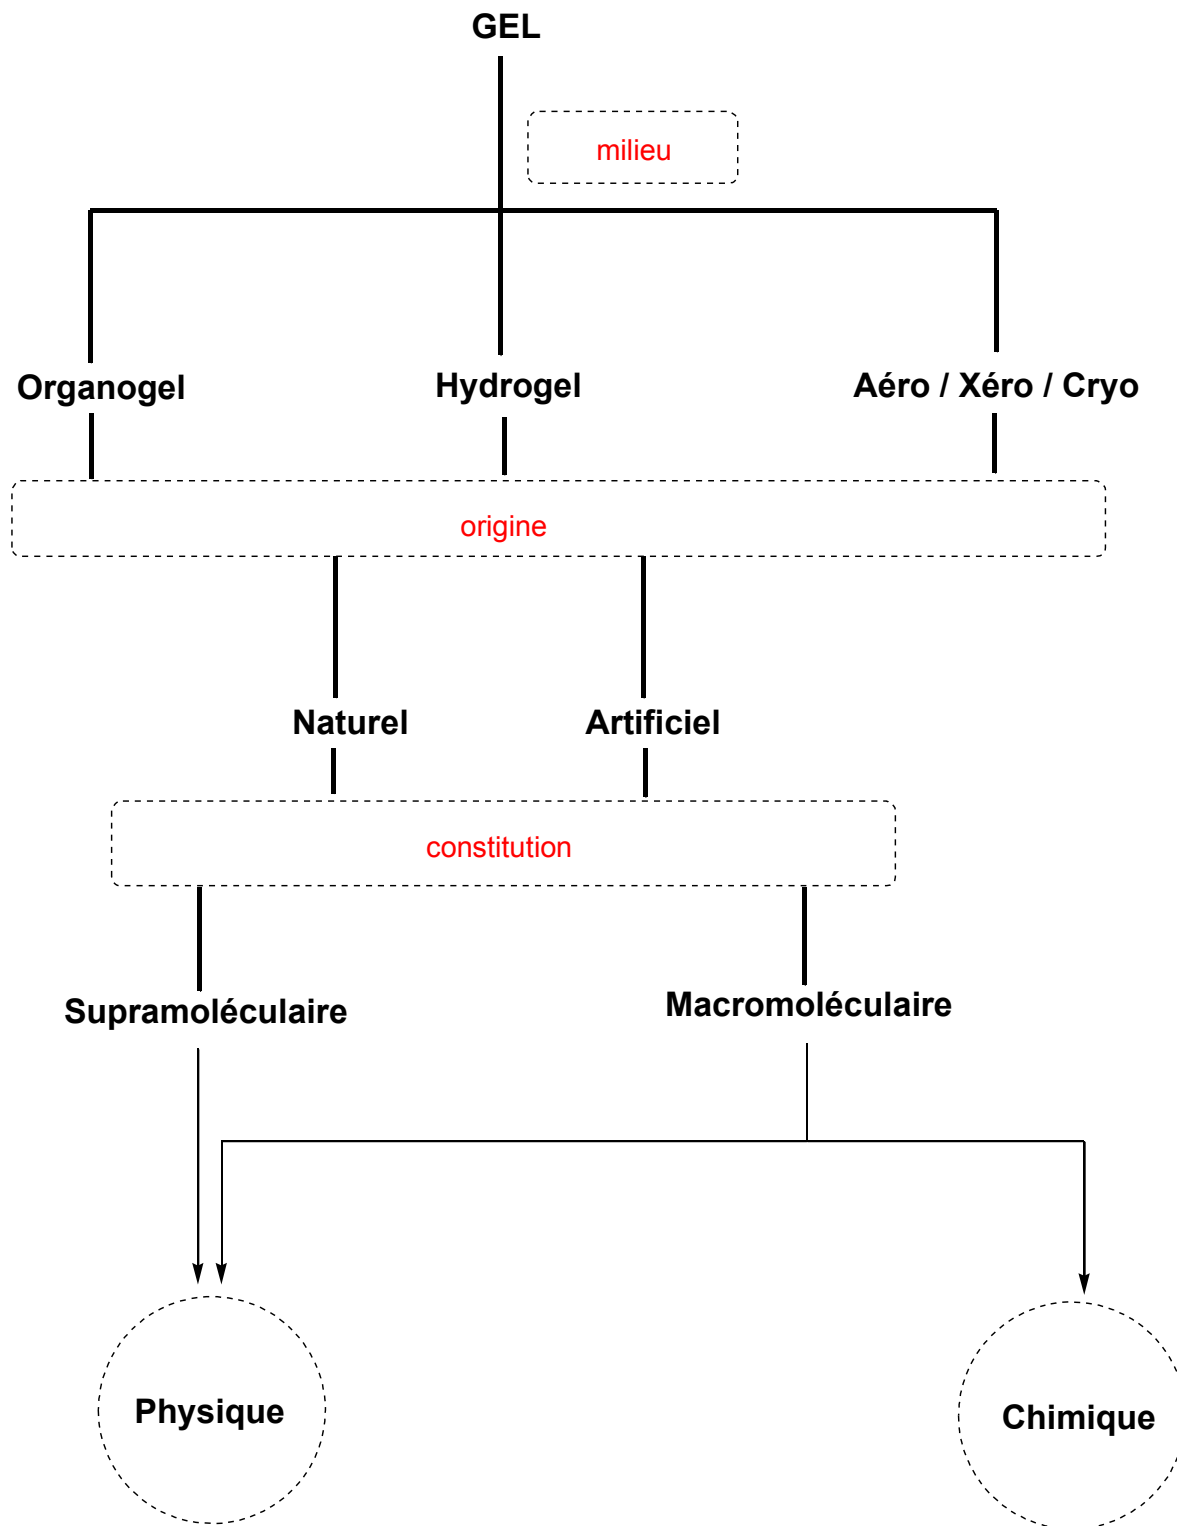 GEL
milieu
Organogel
Hydrogel
Aéro / Xéro / Cryo
origine
Naturel
Artificiel
constitution
Supramoléculaire
Macromoléculaire
Physique
Chimique